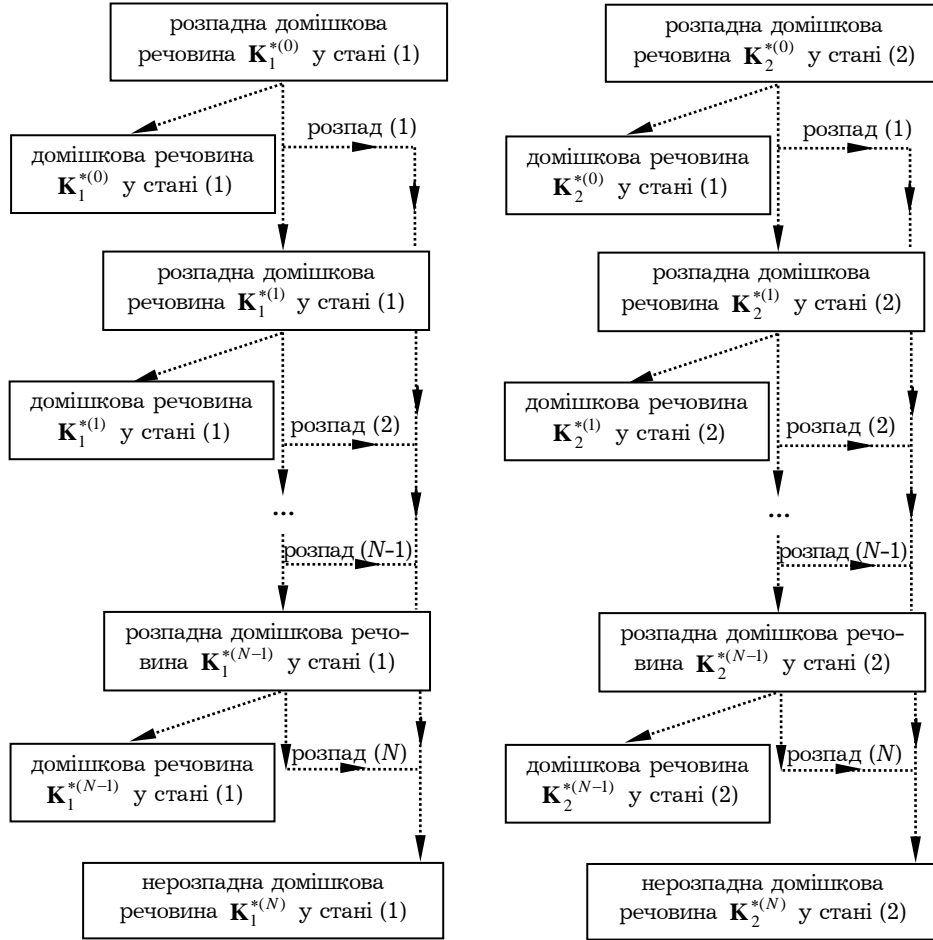 розпадна домішкова
речовина K₁*⁽⁰⁾ у стані (1)
розпад (1)
домішкова речовина
K₁*⁽⁰⁾ у стані (1)
розпадна домішкова
речовина K₁*⁽¹⁾ у стані (1)
домішкова речовина
K₁*⁽¹⁾ у стані (1)
розпад (2)
...
розпад (N-1)
розпадна домішкова речо-
вина K₁*⁽ᴺ⁻¹⁾ у стані (1)
розпад (N)
домішкова речовина
K₁*⁽ᴺ⁻¹⁾ у стані (1)
нерозпадна домішкова
речовина K₁*⁽ᴺ⁾ у стані (1)
розпадна домішкова
речовина K₂*⁽⁰⁾ у стані (2)
розпад (1)
домішкова речовина
K₂*⁽⁰⁾ у стані (1)
розпадна домішкова
речовина K₂*⁽¹⁾ у стані (2)
домішкова речовина
K₂*⁽¹⁾ у стані (2)
розпад (2)
...
розпад (N-1)
розпадна домішкова речо-
вина K₂*⁽ᴺ⁻¹⁾ у стані (2)
розпад (N)
домішкова речовина
K₂*⁽ᴺ⁻¹⁾ у стані (2)
нерозпадна домішкова
речовина K₂*⁽ᴺ⁾ у стані (2)